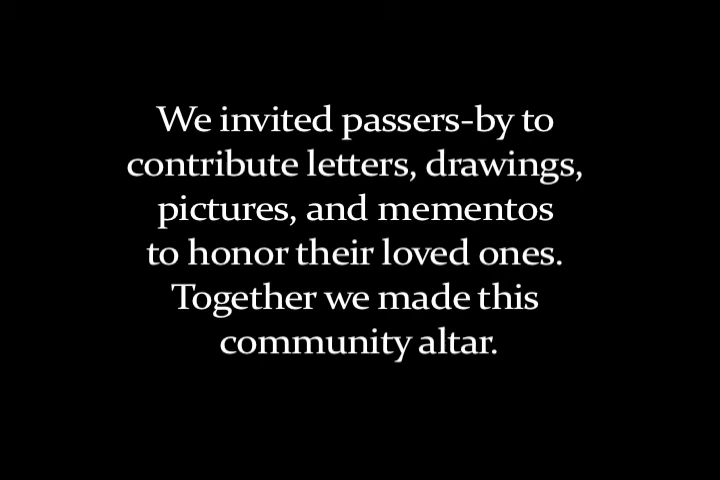 We invited passers-by to
contribute letters, drawings,
pictures, and mementos
to honor their loved ones.
Together we made this
community altar.